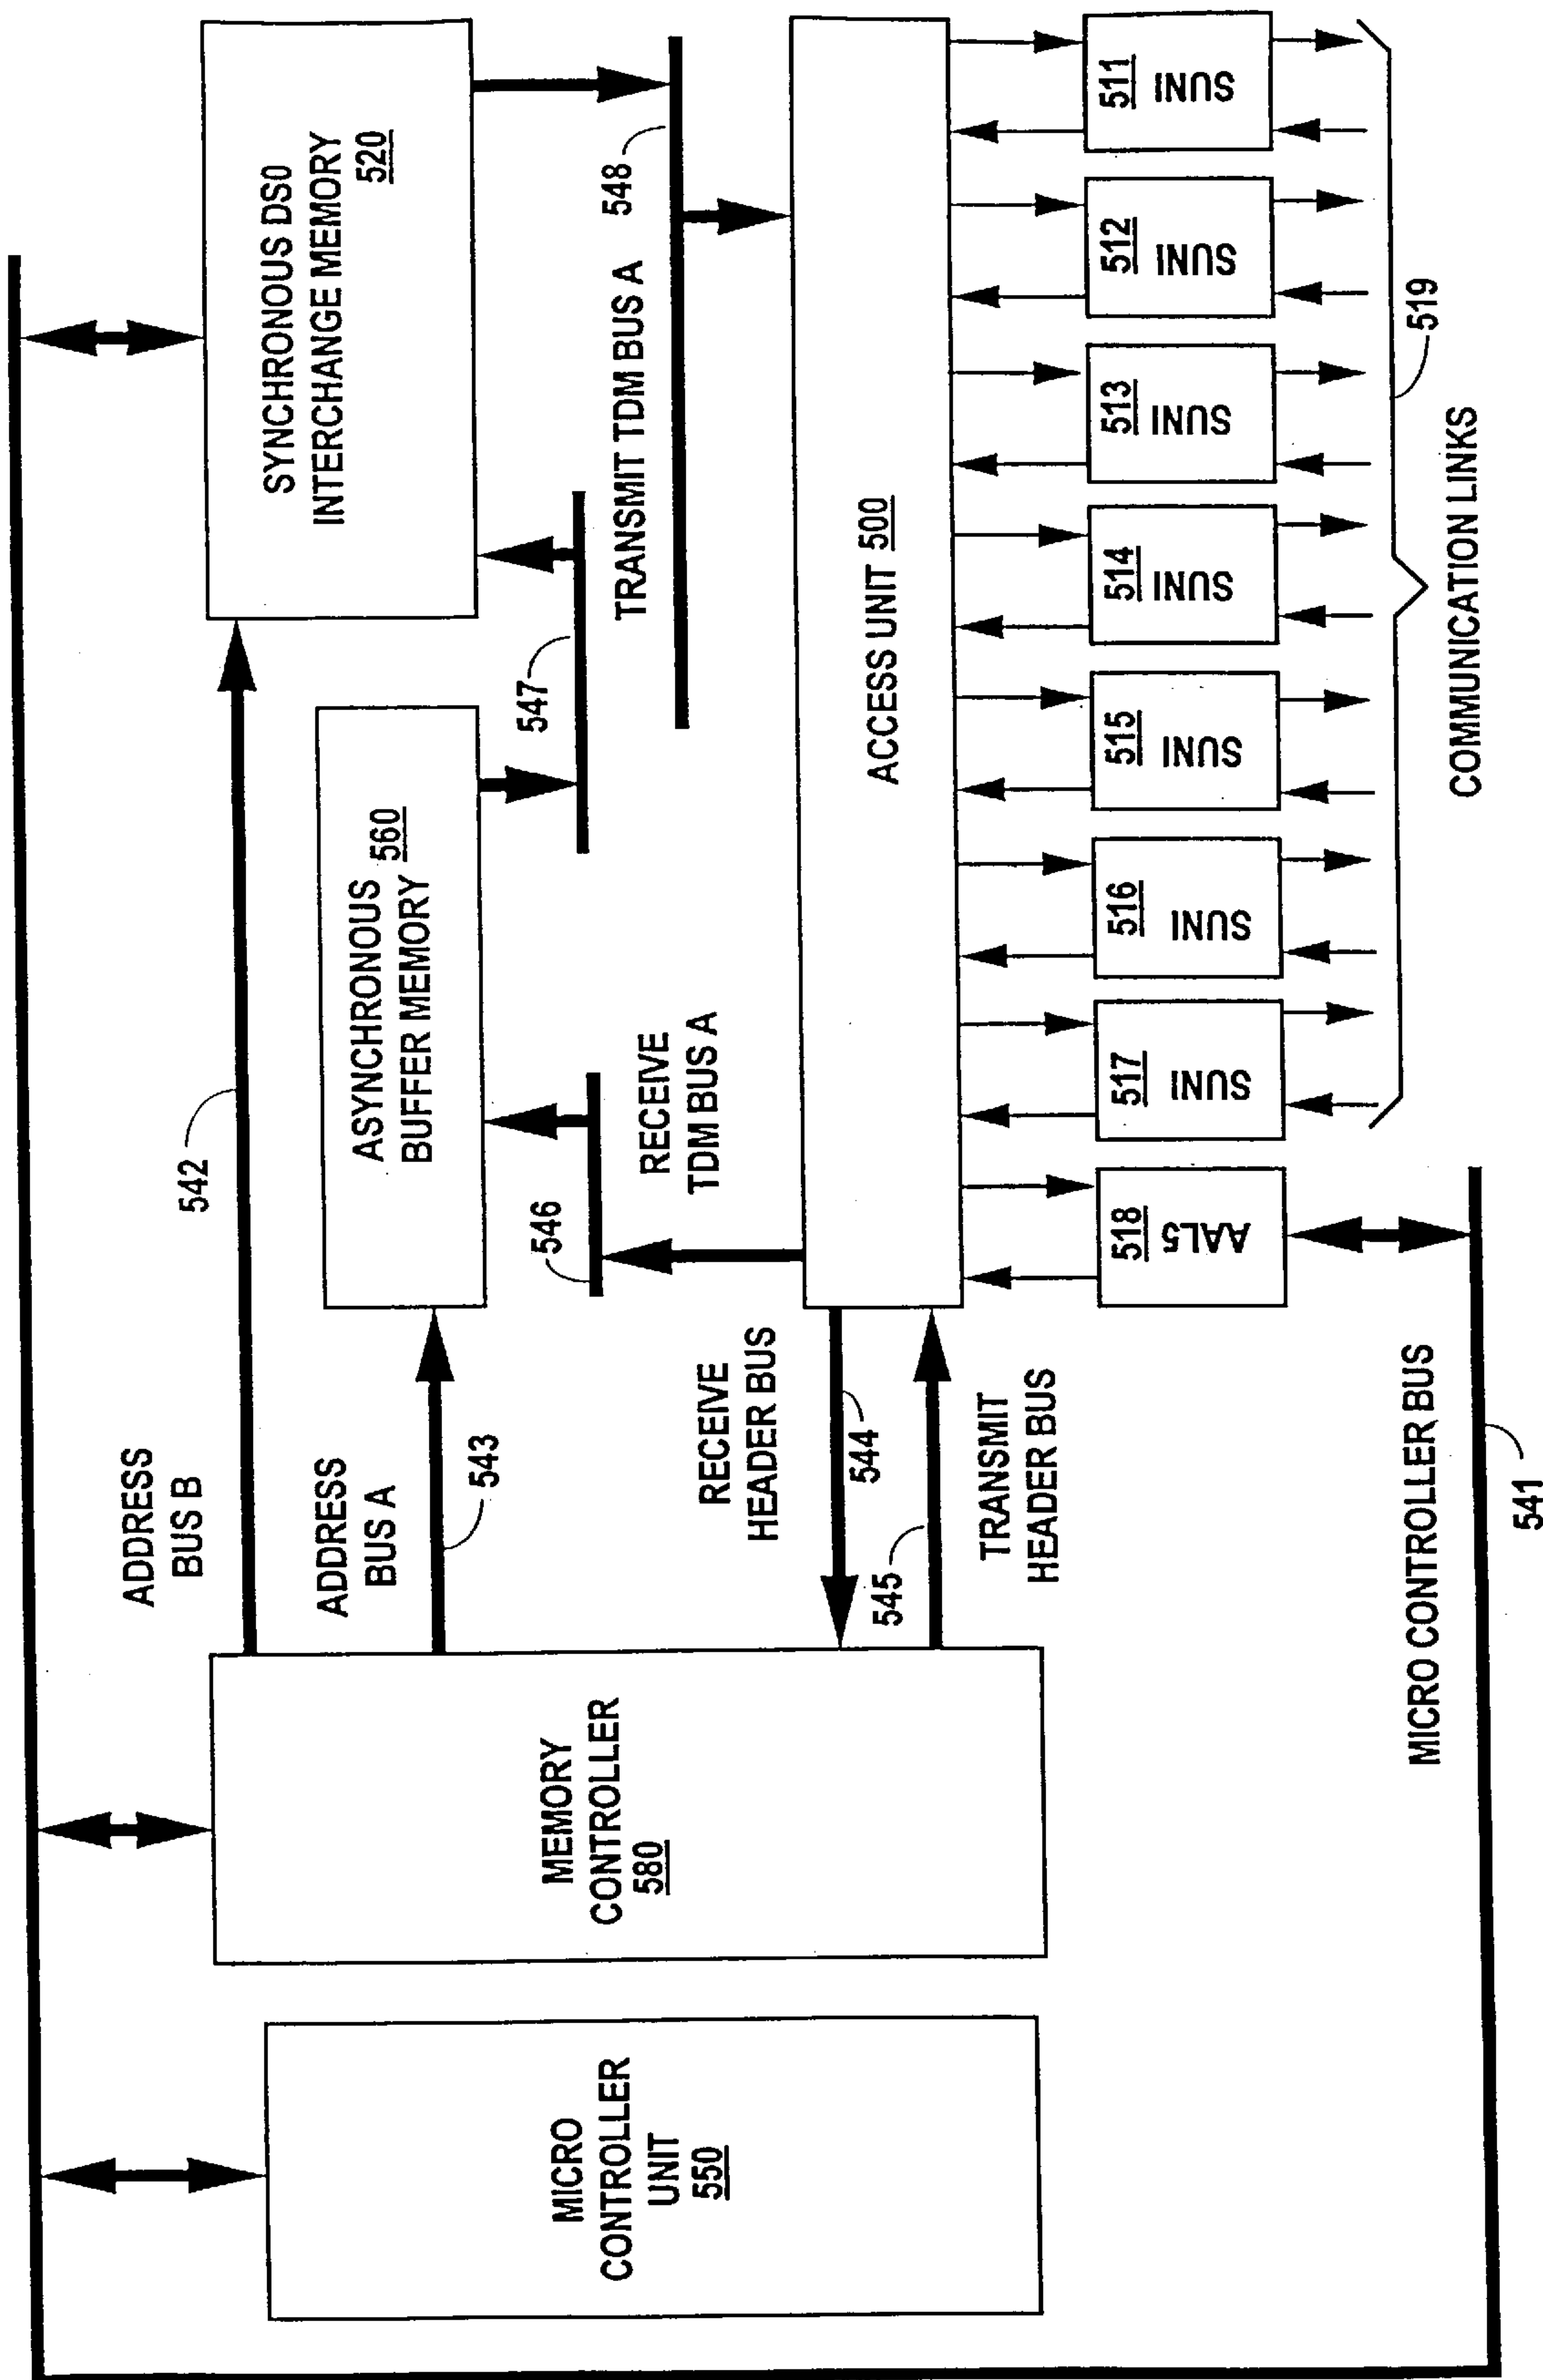 MICRO
CONTROLLER
UNIT
550
MEMORY
CONTROLLER
580
ADDRESS
BUS B
542
ADDRESS
BUS A
543
SYNCHRONOUS DS0
INTERCHANGE MEMORY
520
ASYNCHRONOUS
BUFFER MEMORY 560
547
546
RECEIVE
TDM BUS A
TRANSMIT TDM BUS A
548
RECEIVE
HEADER BUS
544
545
TRANSMIT
HEADER BUS
ACCESS UNIT 500
518
AAL5
517
SUNI
516
SUNI
515
SUNI
514
SUNI
513
SUNI
512
SUNI
511
SUNI
519
COMMUNICATION LINKS
MICRO CONTROLLER BUS
541